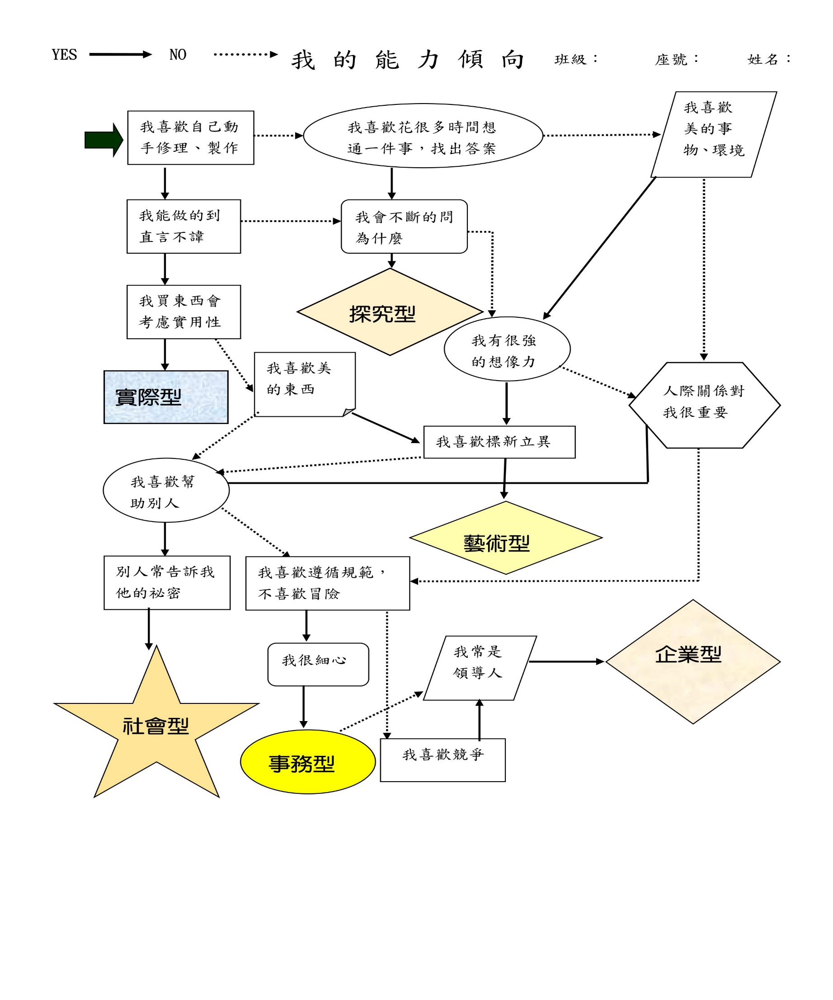 YES NO 我的能力傾向 班級： 座號： 姓名：
我喜歡自己動
手修理、製作
我喜歡花很多時間想
通一件事，找出答案
我喜歡
美的事
物、環境
我能做的到
直言不諱
我會不斷的問
為什麼
我買東西會
考慮實用性
探究型
我有很強
的想像力
實際型
我喜歡美
的東西
人際關係對
我很重要
我喜歡標新立異
我喜歡幫
助別人
藝術型
別人常告訴我
他的祕密
我喜歡遵循規範，
不喜歡冒險
我很細心
我常是
領導人
企業型
社會型
事務型
我喜歡競爭